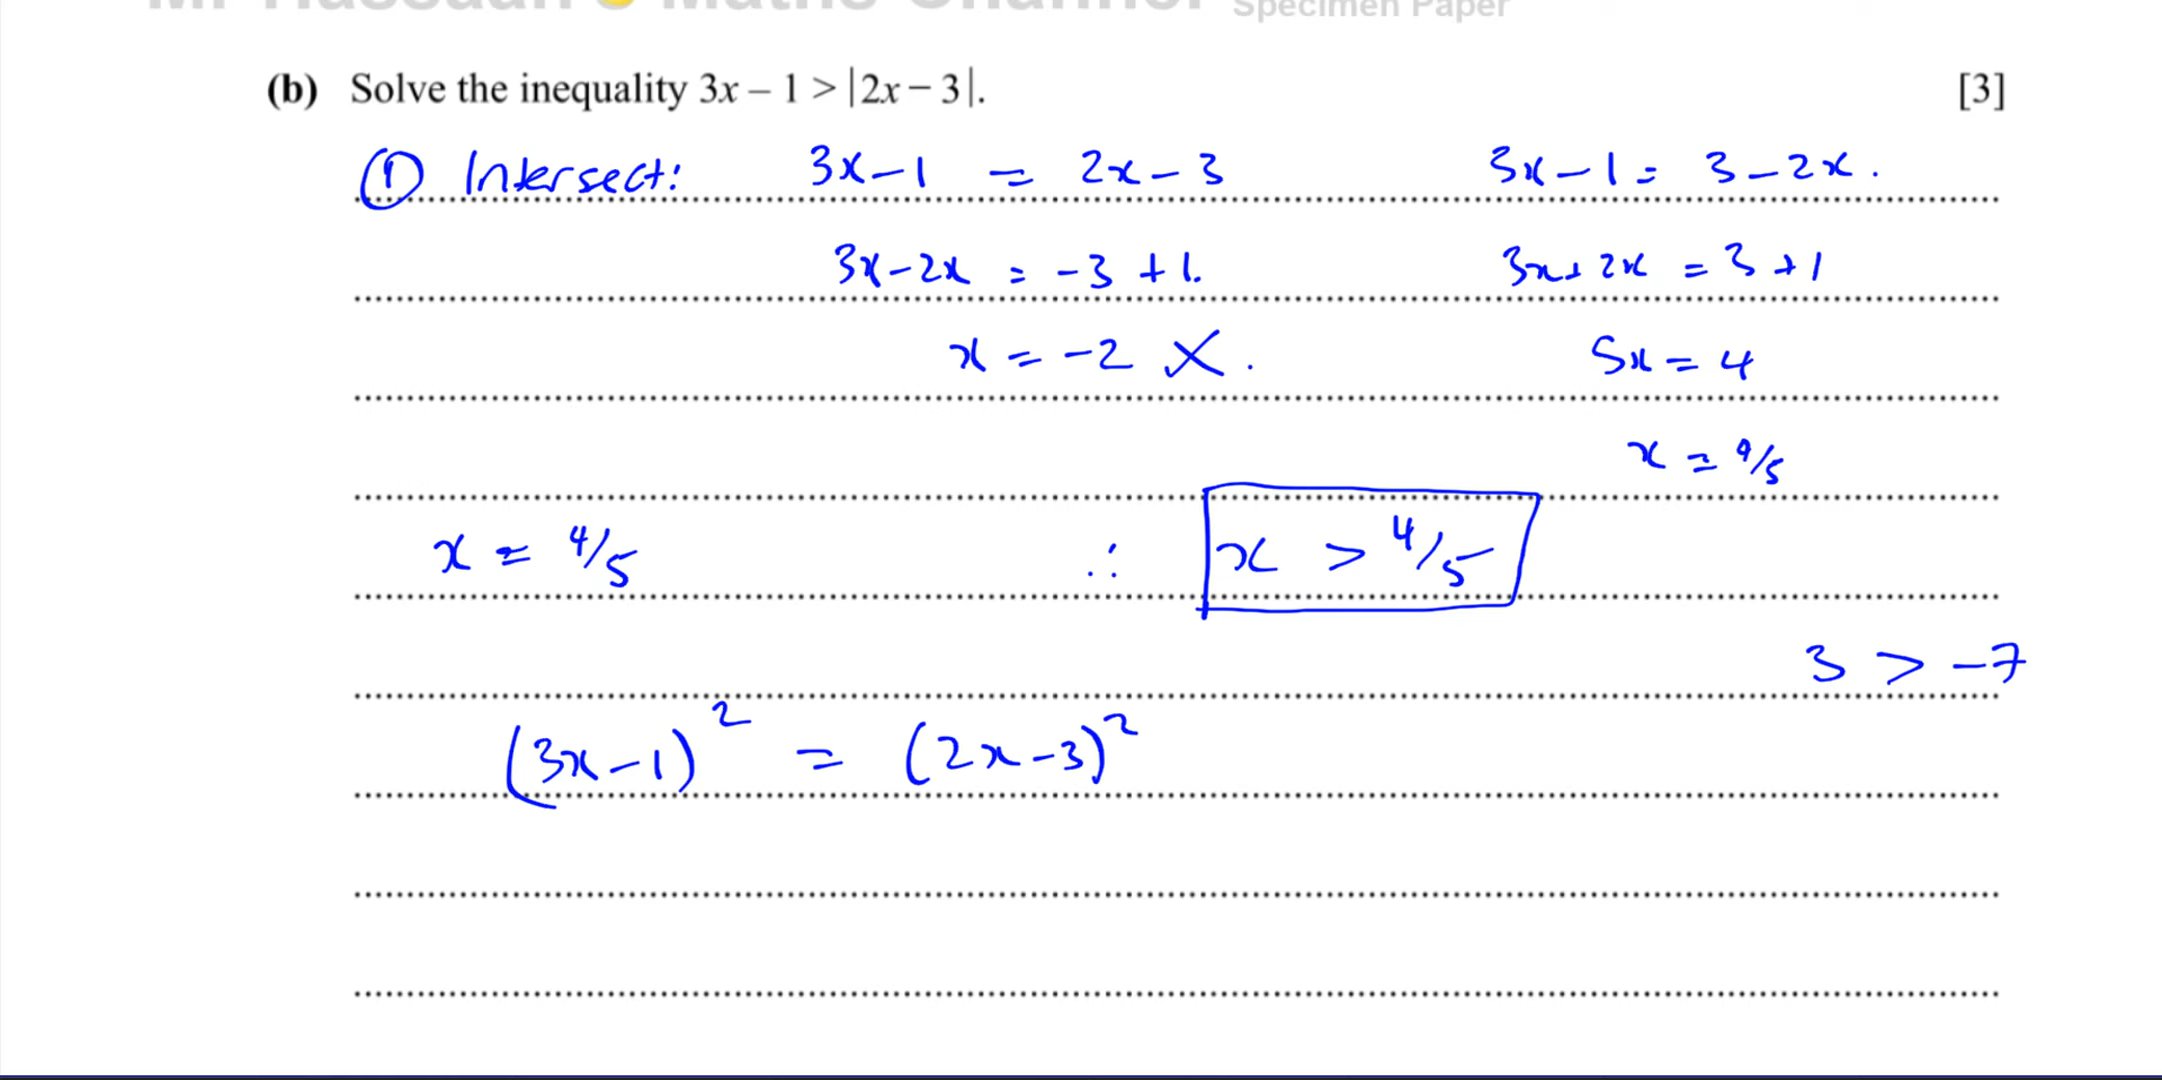 Specimen Paper
(b) Solve the inequality 3x – 1 > |2x – 3|. [3]
① Intersect: 3x – 1 = 2x – 3 3x – 1 = 3 – 2x.
3x – 2x = –3 + 1. 3x + 2x = 3 + 1
x = –2 X. 5x = 4
x = 4/5
x = 4/5 ∴ x > 4/5
3 > –7
(3x – 1)² = (2x – 3)²